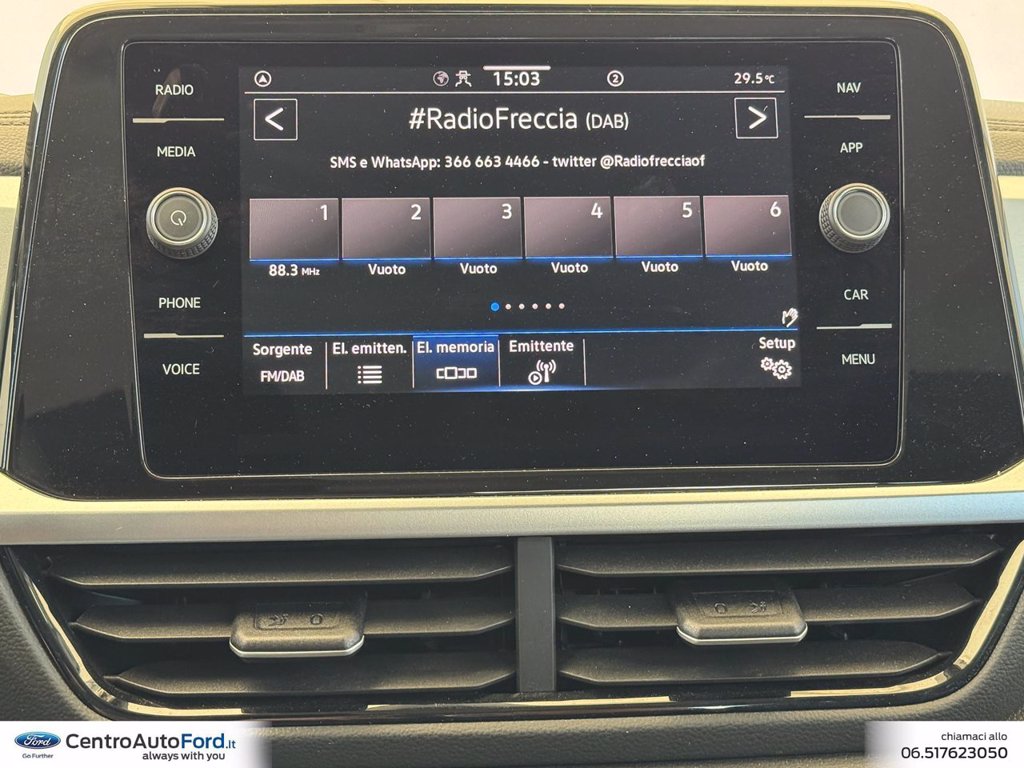 RADIO
MEDIA
PHONE
VOICE
15:03
2
29.5°C
<
#RadioFreccia (DAB)
>
SMS e WhatsApp: 366 663 4466 - twitter @Radiofrecciaof
1 2 3 4 5 6
88.3 MHz Vuoto Vuoto Vuoto Vuoto Vuoto
Sorgente El. emitten. El. memoria Emittente Setup
FM/DAB
NAV
APP
CAR
MENU
Ford
Go Further
CentroAutoFord.it
always with you
chiamaci allo
06.517623050